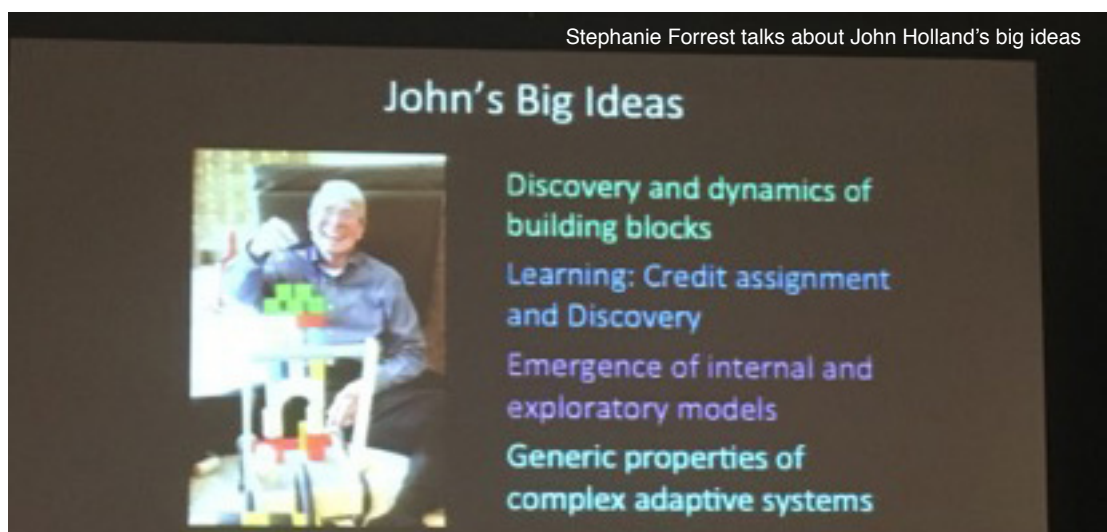 Stephanie Forrest talks about John Holland's big ideas
John's Big Ideas
Discovery and dynamics of
building blocks
Learning: Credit assignment
and Discovery
Emergence of internal and
exploratory models
Generic properties of
complex adaptive systems